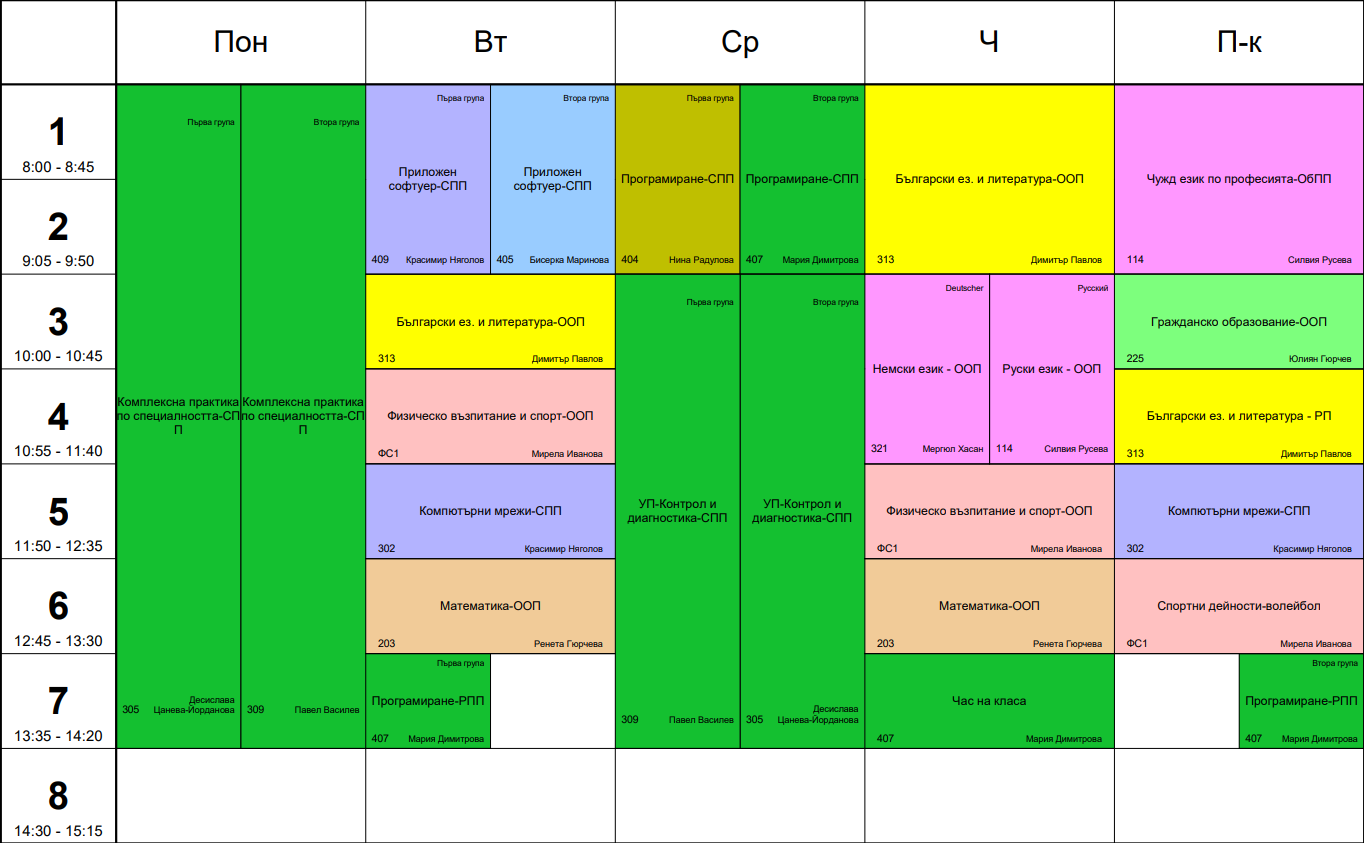 Пон
Вт
Ср
Ч
П-к
1
8:00 - 8:45
2
9:05 - 9:50
3
10:00 - 10:45
4
10:55 - 11:40
5
11:50 - 12:35
6
12:45 - 13:30
7
13:35 - 14:20
8
14:30 - 15:15
Първа група
Комплексна практика
по специалността-СП
П
305
Десислава
Цанева-Йорданова
Втора група
Комплексна практика
по специалността-СП
П
309
Павел Василев
Първа група
Приложен
софтуер-СПП
409
Красимир Няголов
Втора група
Приложен
софтуер-СПП
405
Бисерка Маринова
Български ез. и литература-ООП
313
Димитър Павлов
Физическо възпитание и спорт-ООП
ФС1
Мирела Иванова
Компютърни мрежи-СПП
302
Красимир Няголов
Математика-ООП
203
Ренета Гюрчева
Първа група
Програмиране-РПП
407
Мария Димитрова
Първа група
Програмиране-СПП
404
Нина Радулова
Втора група
Програмиране-СПП
407
Мария Димитрова
Първа група
УП-Контрол и
диагностика-СПП
309
Павел Василев
Втора група
УП-Контрол и
диагностика-СПП
305
Десислава
Цанева-Йорданова
Български ез. и литература-ООП
313
Димитър Павлов
Deutscher
Немски език - ООП
321
Мергюл Хасан
Русский
Руски език - ООП
114
Силвия Русева
Физическо възпитание и спорт-ООП
ФС1
Мирела Иванова
Математика-ООП
203
Ренета Гюрчева
Час на класа
407
Мария Димитрова
Чужд език по професията-ОбПП
114
Силвия Русева
Гражданско образование-ООП
225
Юлиян Гюрчев
Български ез. и литература - РП
313
Димитър Павлов
Компютърни мрежи-СПП
302
Красимир Няголов
Спортни дейности-волейбол
ФС1
Мирела Иванова
Втора група
Програмиране-РПП
407
Мария Димитрова